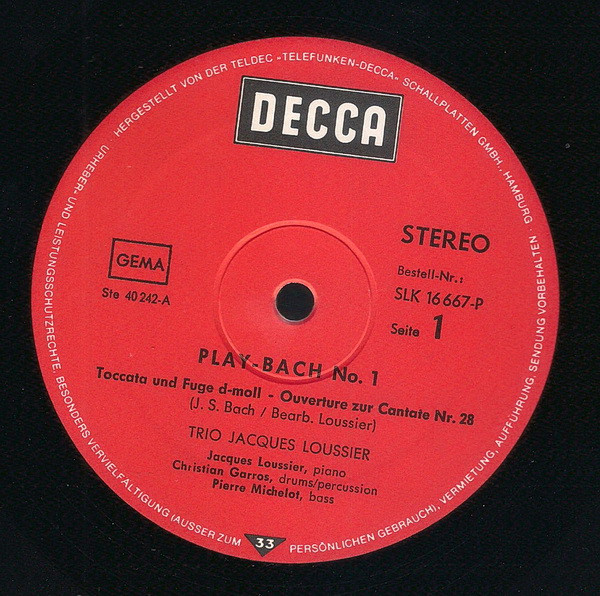 HERGESTELLT VON DER TELDEC »TELEFUNKEN-DECCA« SCHALLPLATTEN GMBH., HAMBURG
URHEBER- UND LEISTUNGSSCHUTZRECHTE, BESONDERS VERVIELFÄLTIGUNG (AUSSER ZUM PERSÖNLICHEN GEBRAUCH), VERMIETUNG, AUFFÜHRUNG, SENDUNG VORBEHALTEN
DECCA
STEREO
GEMA
Ste 40 242-A
Bestell-Nr.:
SLK 16 667-P
Seite 1
PLAY-BACH No. 1
Toccata und Fuge d-moll - Ouverture zur Cantate Nr. 28
(J. S. Bach / Bearb. Loussier)
TRIO JACQUES LOUSSIER
Jacques Loussier, piano
Christian Garros, drums/percussion
Pierre Michelot, bass
33